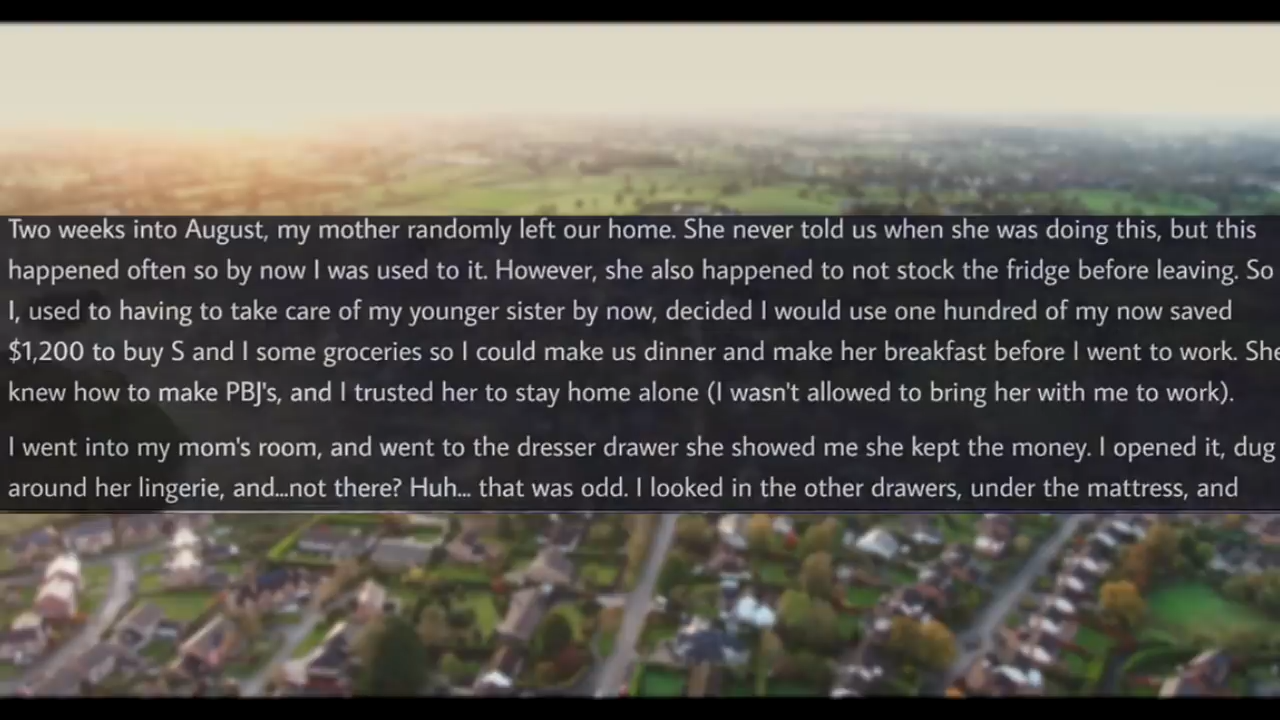 Two weeks into August, my mother randomly left our home. She never told us when she was doing this, but this
happened often so by now I was used to it. However, she also happened to not stock the fridge before leaving. So
I, used to having to take care of my younger sister by now, decided I would use one hundred of my now saved
$1,200 to buy S and I some groceries so I could make us dinner and make her breakfast before I went to work. She
knew how to make PBJ's, and I trusted her to stay home alone (I wasn't allowed to bring her with me to work).
I went into my mom's room, and went to the dresser drawer she showed me she kept the money. I opened it, dug
around her lingerie, and...not there? Huh... that was odd. I looked in the other drawers, under the mattress, and